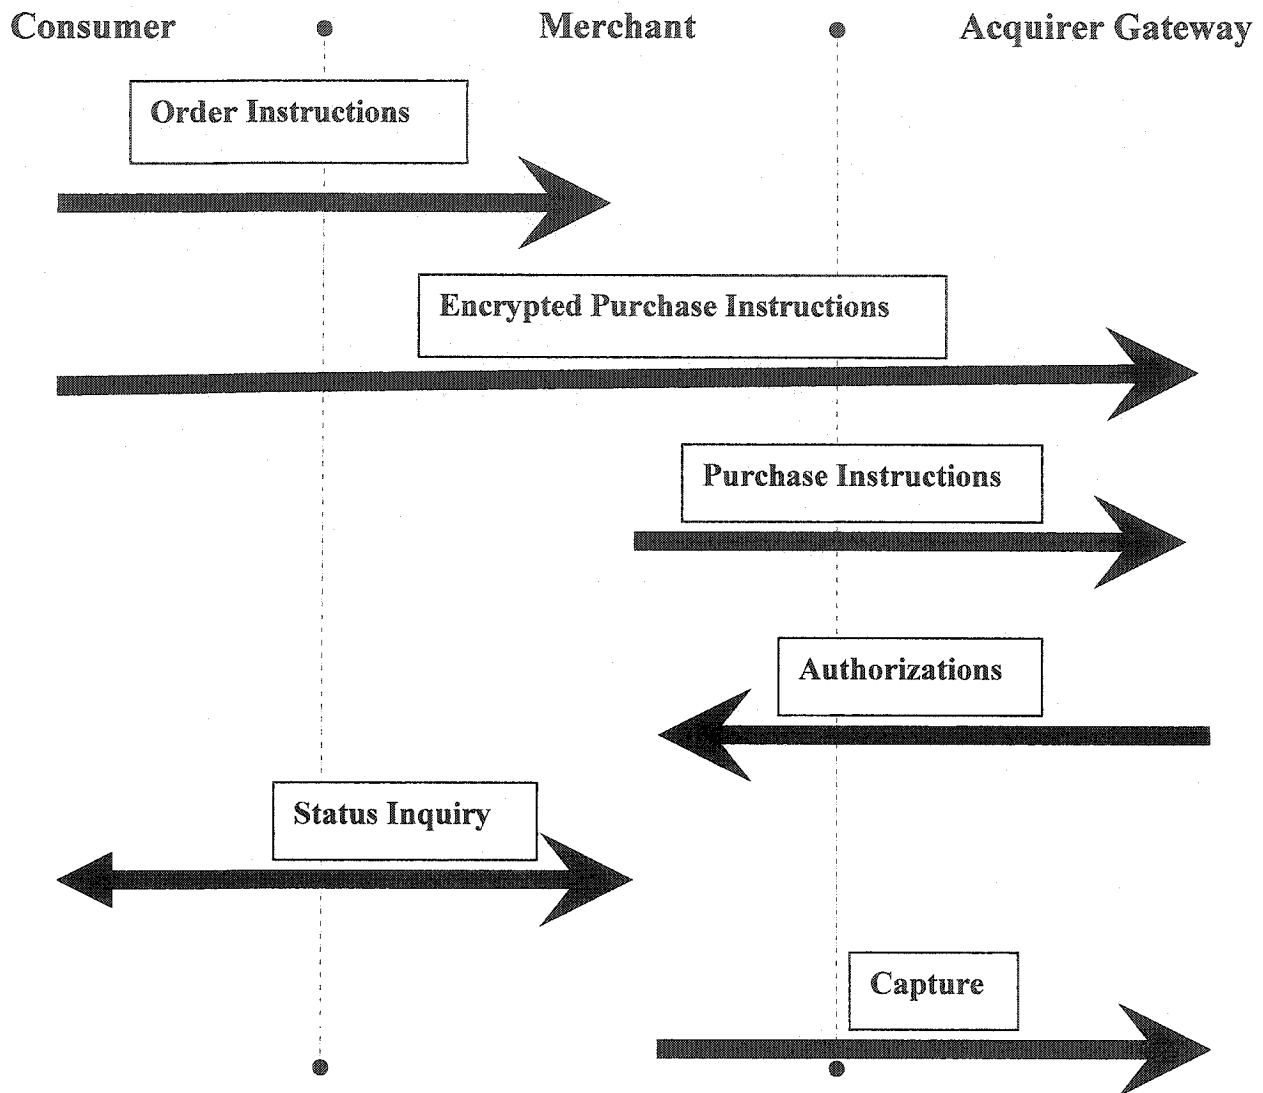 Consumer
Merchant
Acquirer Gateway
Order Instructions
Encrypted Purchase Instructions
Purchase Instructions
Authorizations
Status Inquiry
Capture